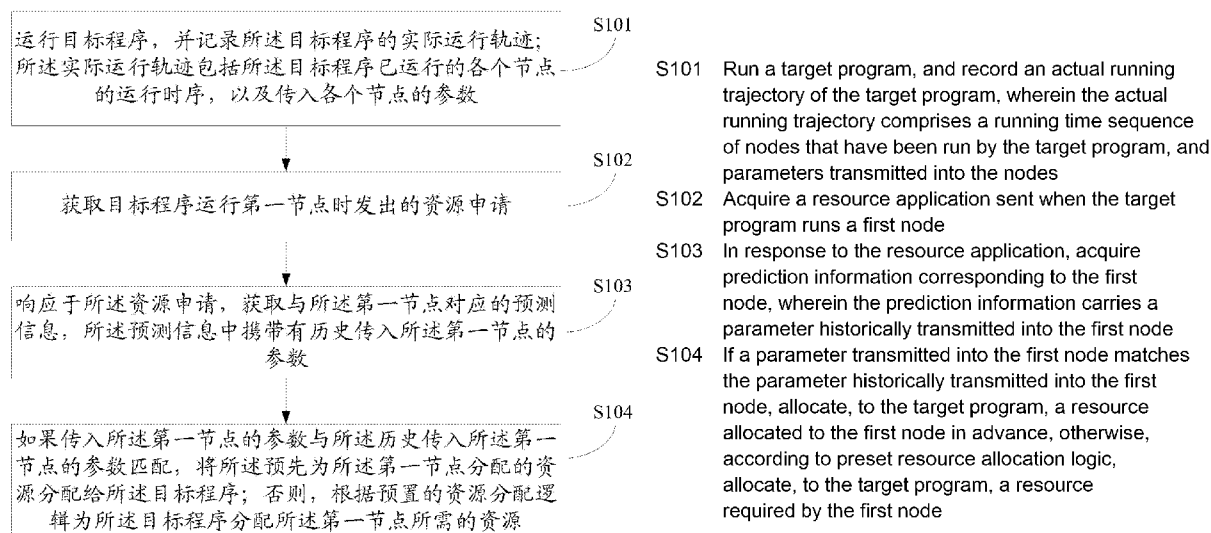 S101
运行目标程序，并记录所述目标程序的实际运行轨迹；
所述实际运行轨迹包括所述目标程序已运行的各个节点
的运行时序，以及传入各个节点的参数
S102
获取目标程序运行第一节点时发出的资源申请
S103
响应于所述资源申请，获取与所述第一节点对应的预测
信息，所述预测信息中携带有历史传入所述第一节点的
参数
S104
如果传入所述第一节点的参数与所述历史传入所述第一
节点的参数匹配，将所述预先为所述第一节点分配的资
源分配给所述目标程序；否则，根据预置的资源分配逻
辑为所述目标程序分配所述第一节点所需的资源
S101 Run a target program, and record an actual running
trajectory of the target program, wherein the actual
running trajectory comprises a running time sequence
of nodes that have been run by the target program, and
parameters transmitted into the nodes
S102 Acquire a resource application sent when the target
program runs a first node
S103 In response to the resource application, acquire
prediction information corresponding to the first
node, wherein the prediction information carries a
parameter historically transmitted into the first node
S104 If a parameter transmitted into the first node matches
the parameter historically transmitted into the first
node, allocate, to the target program, a resource
allocated to the first node in advance, otherwise,
according to preset resource allocation logic,
allocate, to the target program, a resource
required by the first node